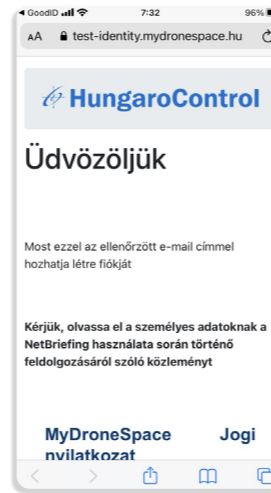 GoodID 7:32 96%
AA test-identity.mydronespace.hu
HungaroControl
Üdvözöljük
Most ezzel az ellenőrzött e-mail címmel
hozhatja létre fiókját
Kérjük, olvassa el a személyes adatoknak a
NetBriefing használata során történő
feldolgozásáról szóló közleményt
MyDroneSpace Jogi
nyilatkozat